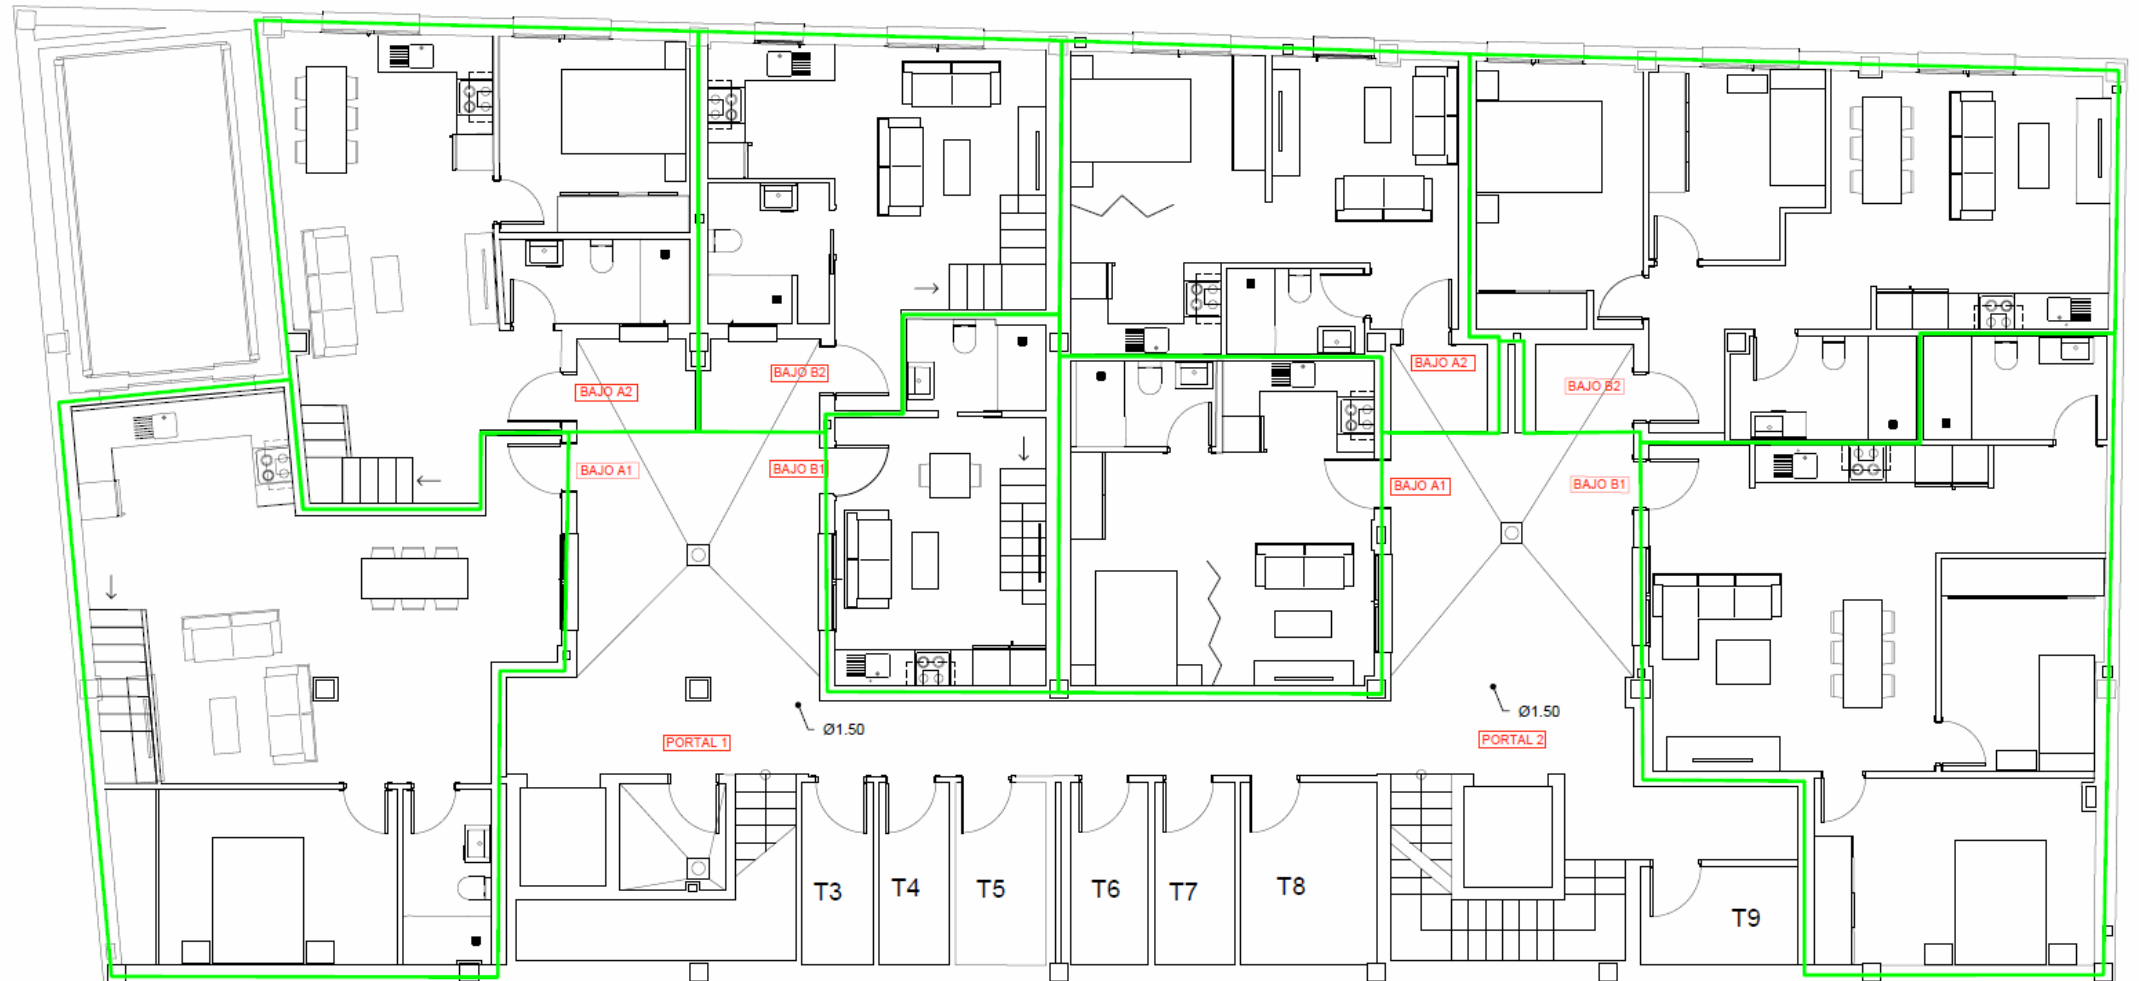 BAJO A2
BAJO B2
BAJO A2
BAJO B2
BAJO A1
BAJO B1
BAJO A1
BAJO B1
Ø1.50
Ø1.50
PORTAL 1
PORTAL 2
T3
T4
T5
T6
T7
T8
T9